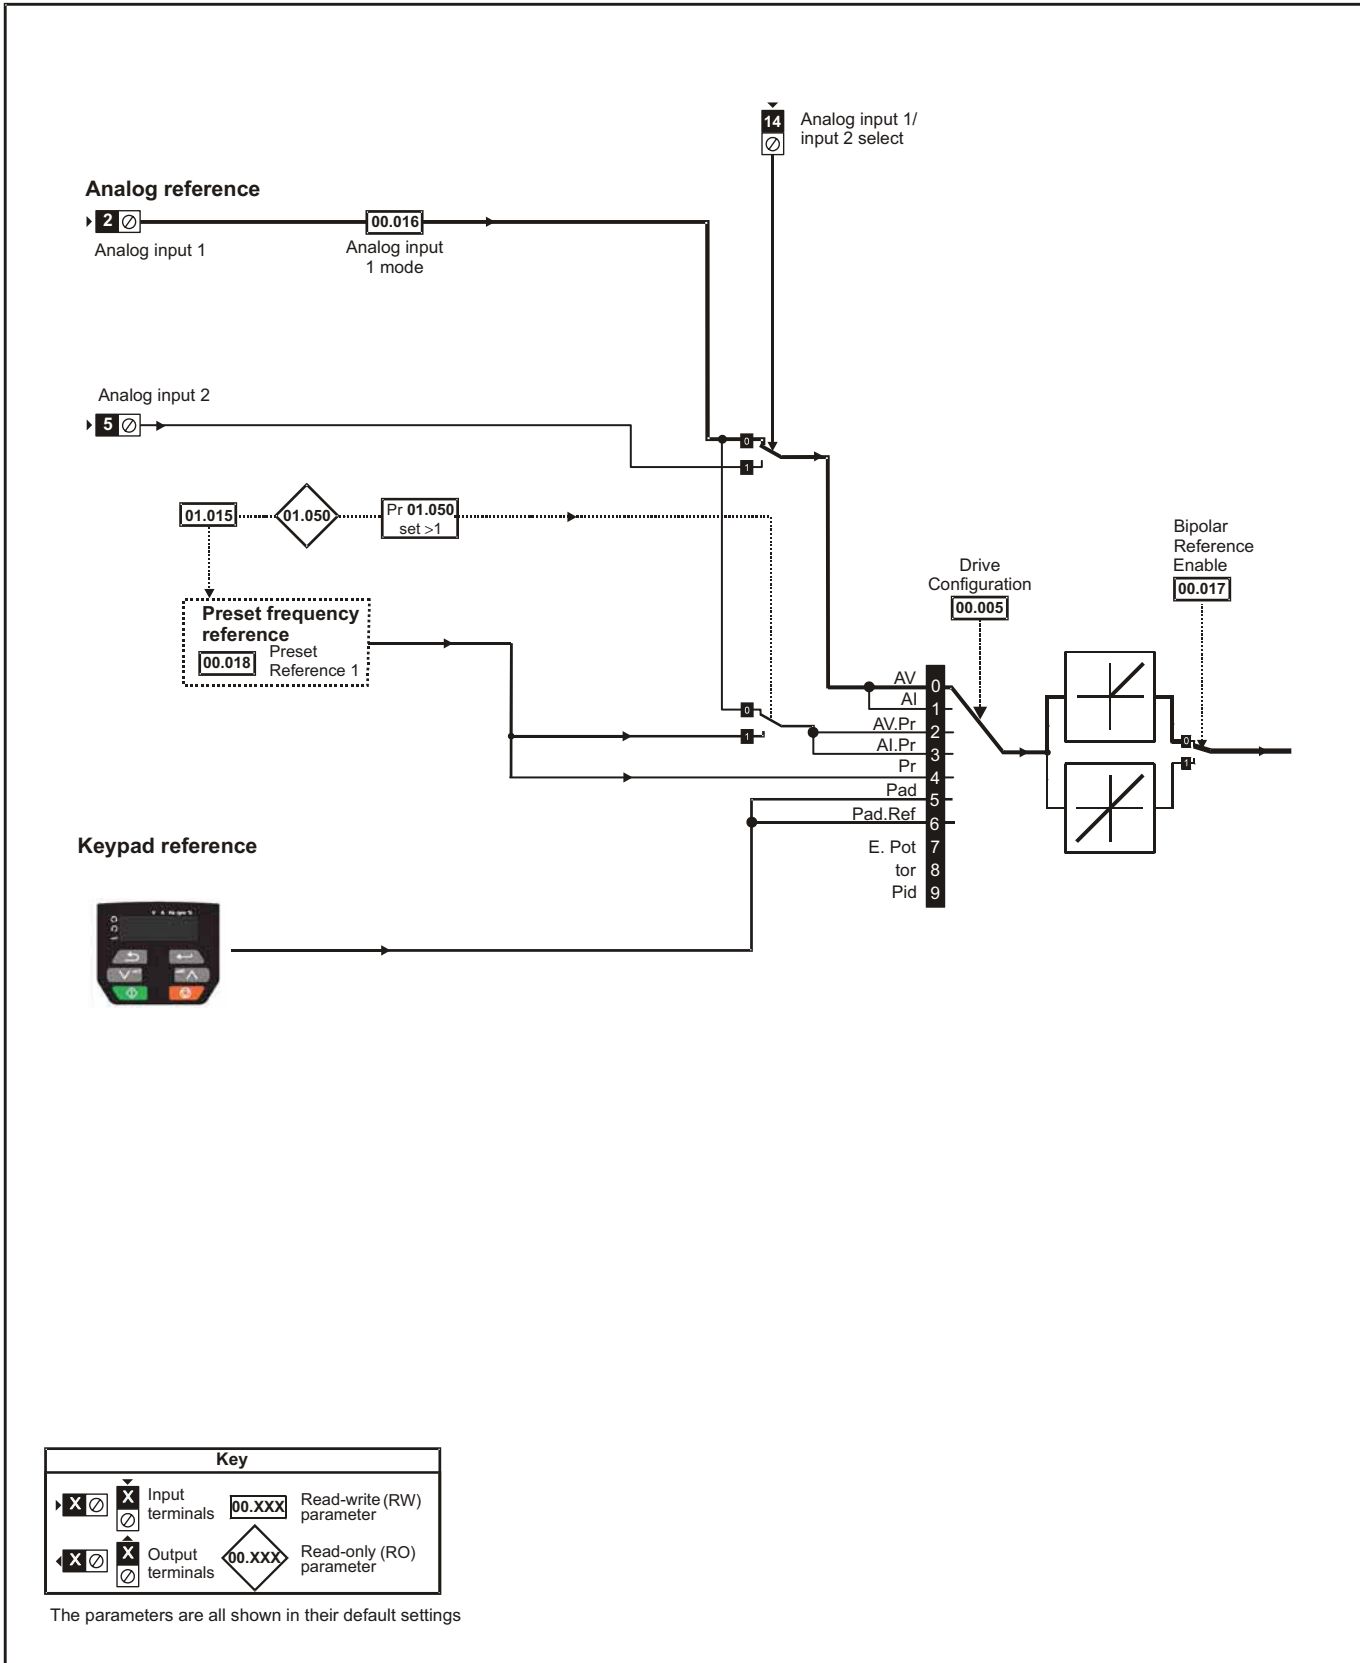 14
Analog input 1/
input 2 select
Analog reference
2
00.016
Analog input 1
Analog input
1 mode
Analog input 2
5
0
1
01.015
01.050
Pr 01.050
set >1
Preset frequency
reference
00.018
Preset
Reference 1
Drive
Configuration
00.005
Bipolar
Reference
Enable
00.017
0
1
AV 0
AI 1
AV.Pr 2
AI.Pr 3
Pr 4
Pad 5
Pad.Ref 6
E. Pot 7
tor 8
Pid 9
0
1
Keypad reference
Key
X
X
Input
terminals
00.XXX
Read-write (RW)
parameter
X
X
Output
terminals
00.XXX
Read-only (RO)
parameter
The parameters are all shown in their default settings